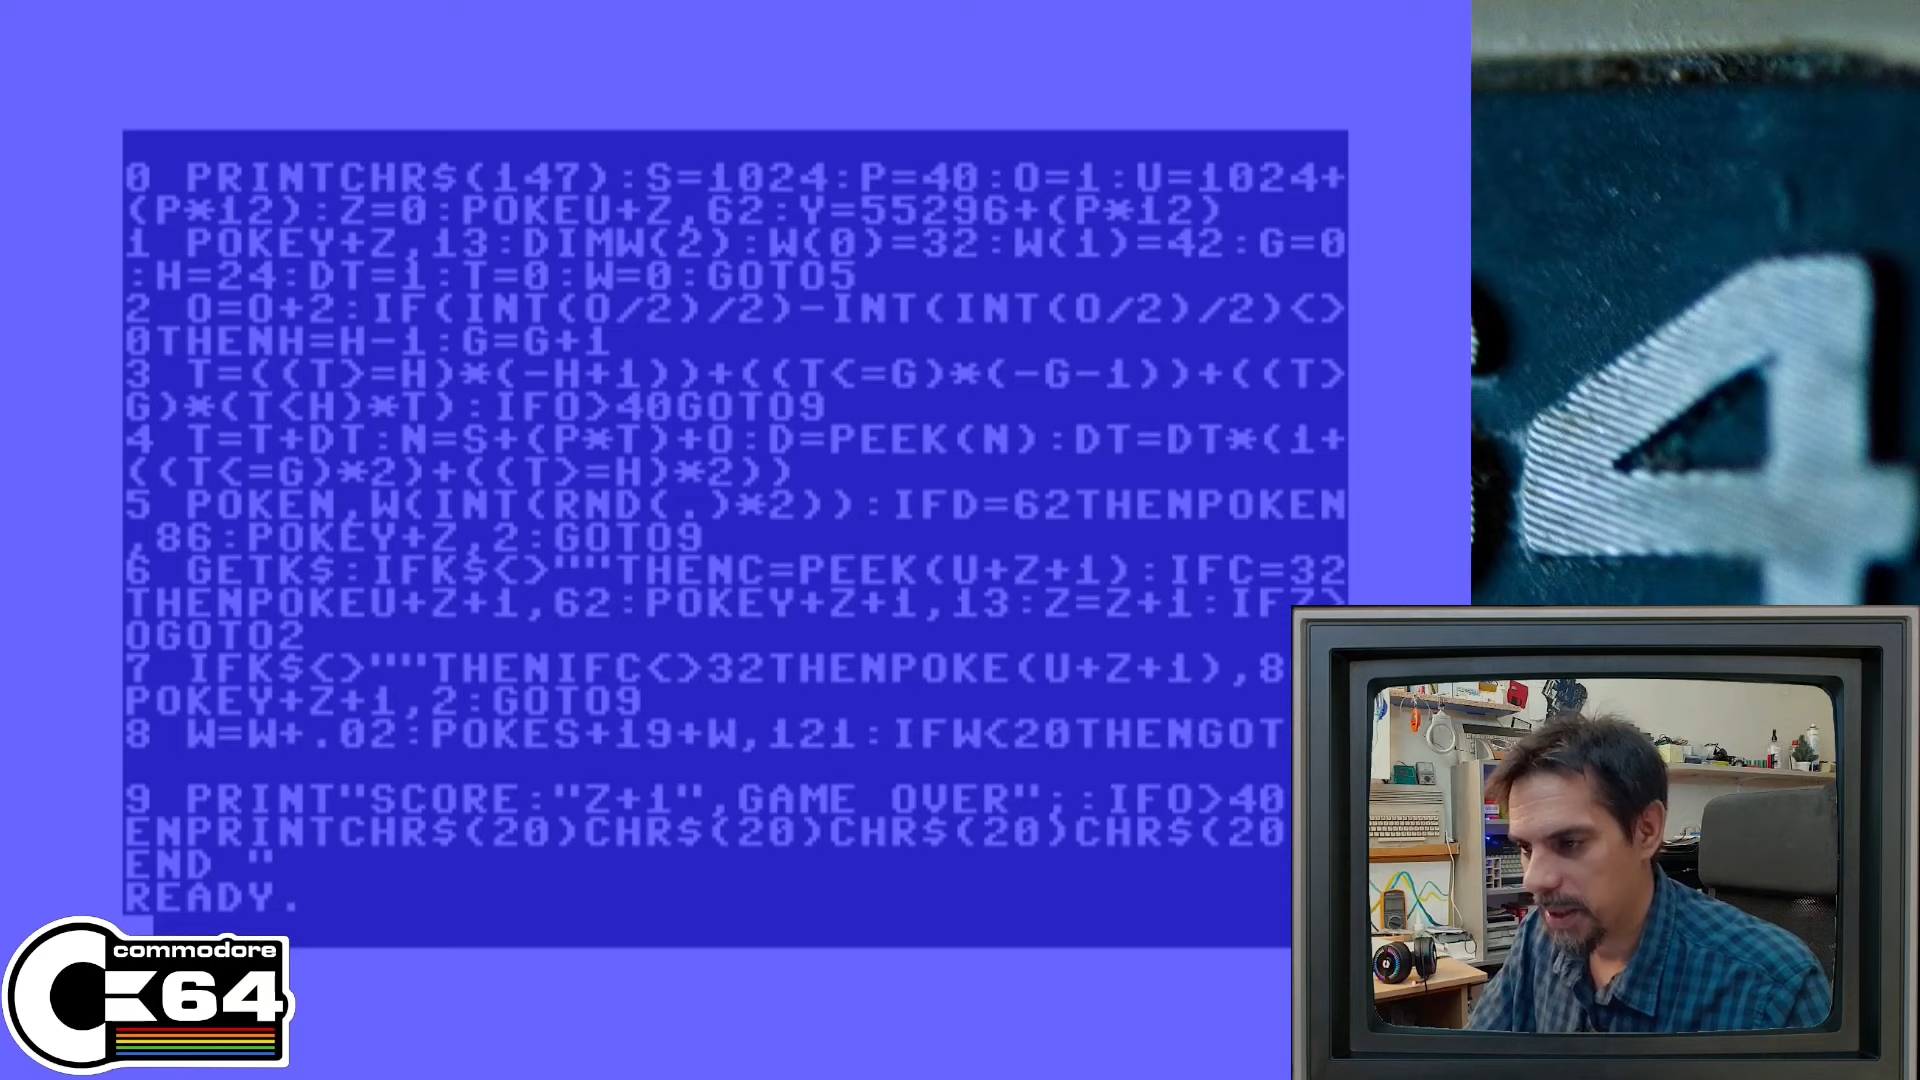 0 PRINTCHR$(147):S=1024:P=40:O=1:U=1024+
(P*12):Z=0:POKEU+Z,62:Y=55296+(P*12)
1 POKEY+Z,13:DIMW(2):W(0)=32:W(1)=42:G=0
:H=24:DT=1:T=0:W=0:GOTO5
2 O=O+2:IF(INT(O/2)/2)-INT(INT(O/2)/2)<>
0THENH=H-1:G=G+1
3 T=((T>=H)*(-H+1))+((T<=G)*(-G-1))+((T>
G)*(T<H)*T):IFO>40GOTO9
4 T=T+DT:N=S+(P*T)+O:D=PEEK(N):DT=DT*(1+
((T<=G)*2)+((T>=H)*2))
5 POKEN,W(INT(RND(.)*2)):IFD=62THENPOKEN
,86:POKEY+Z,2:GOTO9
6 GETK$:IFK$<>""THENC=PEEK(U+Z+1):IFC=32
THENPOKEU+Z+1,62:POKEY+Z+1,13:Z=Z+1:IFZ>
OGOTO2
7 IFK$<>""THENIFC<>32THENPOKE(U+Z+1),8
POKEY+Z+1,2:GOTO9
8 W=W+.02:POKES+19+W,121:IFW<20THENGOT
9 PRINT"SCORE:"Z+1",GAME OVER";:IFO>40
ENPRINTCHR$(20)CHR$(20)CHR$(20)CHR$(20
END "
READY.
4
commodore
64